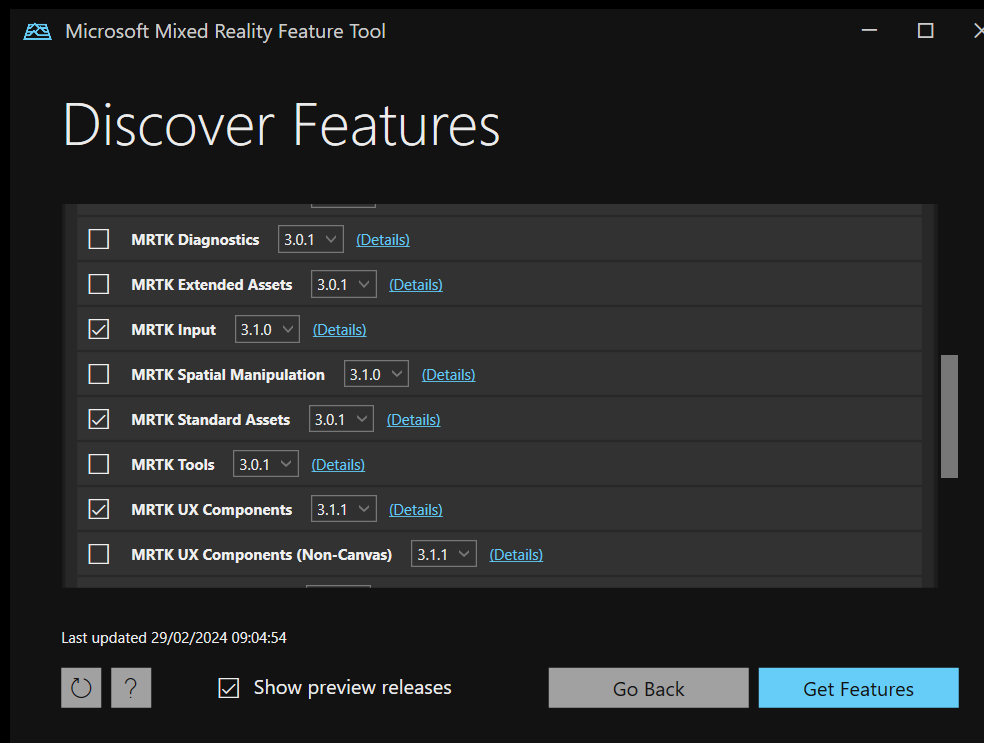 Microsoft Mixed Reality Feature Tool
Discover Features
MRTK Diagnostics 3.0.1 (Details)
MRTK Extended Assets 3.0.1 (Details)
MRTK Input 3.1.0 (Details)
MRTK Spatial Manipulation 3.1.0 (Details)
MRTK Standard Assets 3.0.1 (Details)
MRTK Tools 3.0.1 (Details)
MRTK UX Components 3.1.1 (Details)
MRTK UX Components (Non-Canvas) 3.1.1 (Details)
Last updated 29/02/2024 09:04:54
? Show preview releases Go Back Get Features